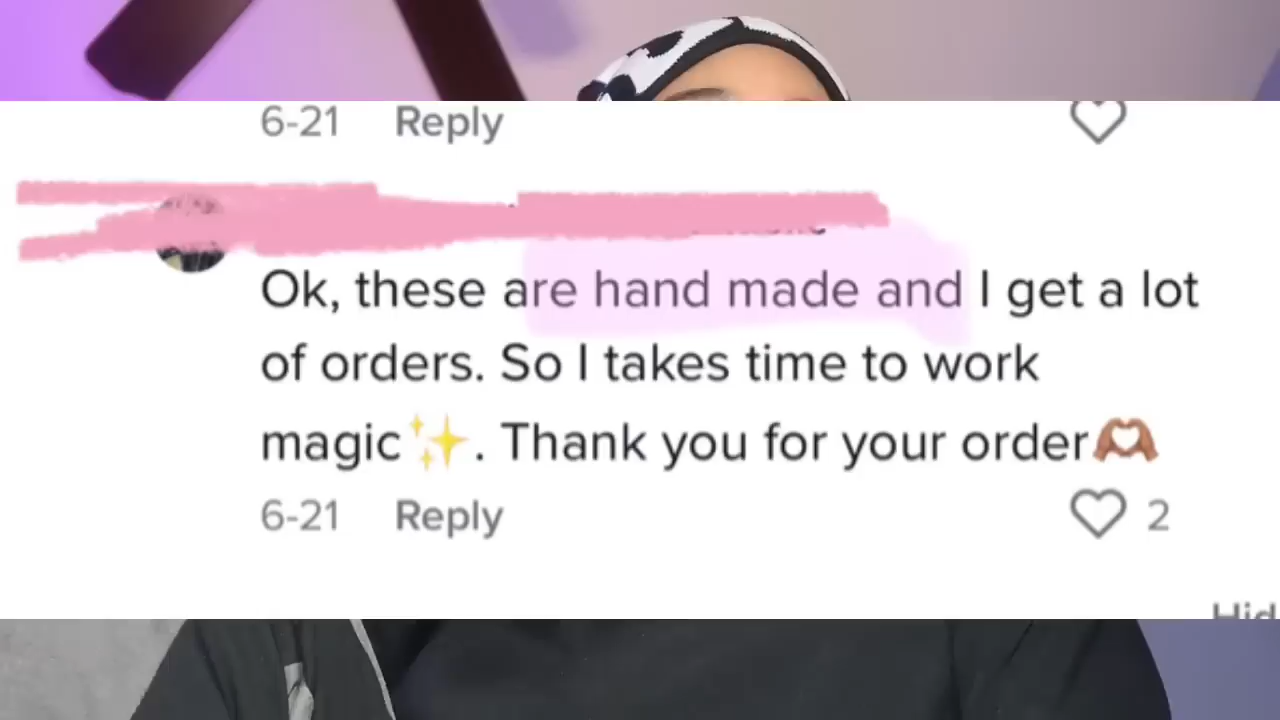 6-21 Reply
Ok, these are hand made and I get a lot
of orders. So I takes time to work
magic✨. Thank you for your order🫶🏽
6-21 Reply 2